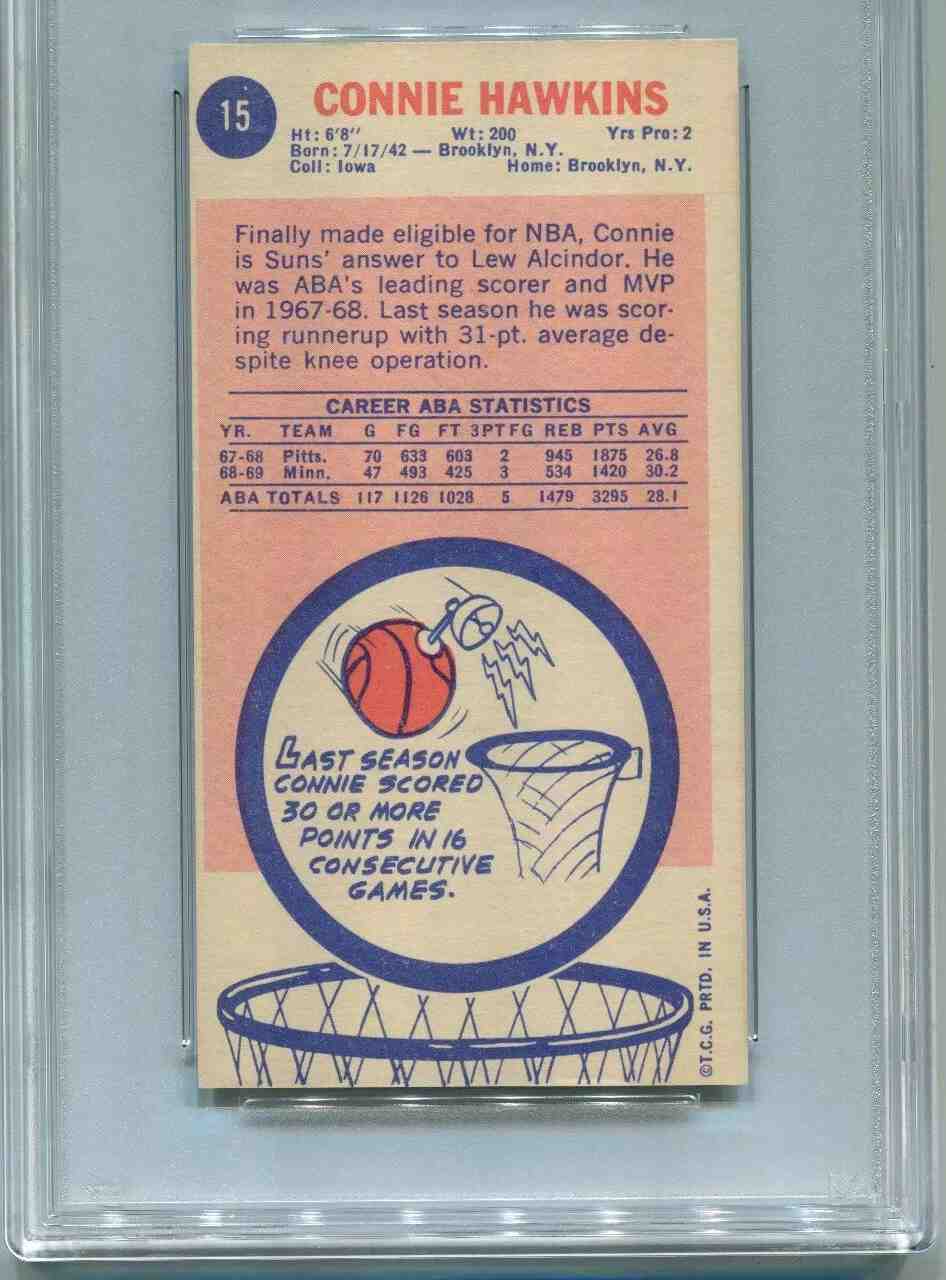 15
CONNIE HAWKINS
Ht: 6'8'' Wt: 200 Yrs Pro: 2
Born: 7/17/42 — Brooklyn, N.Y.
Coll: Iowa Home: Brooklyn, N.Y.
Finally made eligible for NBA, Connie
is Suns' answer to Lew Alcindor. He
was ABA's leading scorer and MVP
in 1967-68. Last season he was scor-
ing runnerup with 31-pt. average de-
spite knee operation.
CAREER ABA STATISTICS
YR. TEAM G FG FT 3PTFG REB PTS AVG
67-68 Pitts. 70 633 603 2 945 1875 26.8
68-69 Minn. 47 493 425 3 534 1420 30.2
ABA TOTALS 117 1126 1028 5 1479 3295 28.1
LAST SEASON
CONNIE SCORED
30 OR MORE
POINTS IN 16
CONSECUTIVE
GAMES.
©T.C.G. PRTD. IN U.S.A.